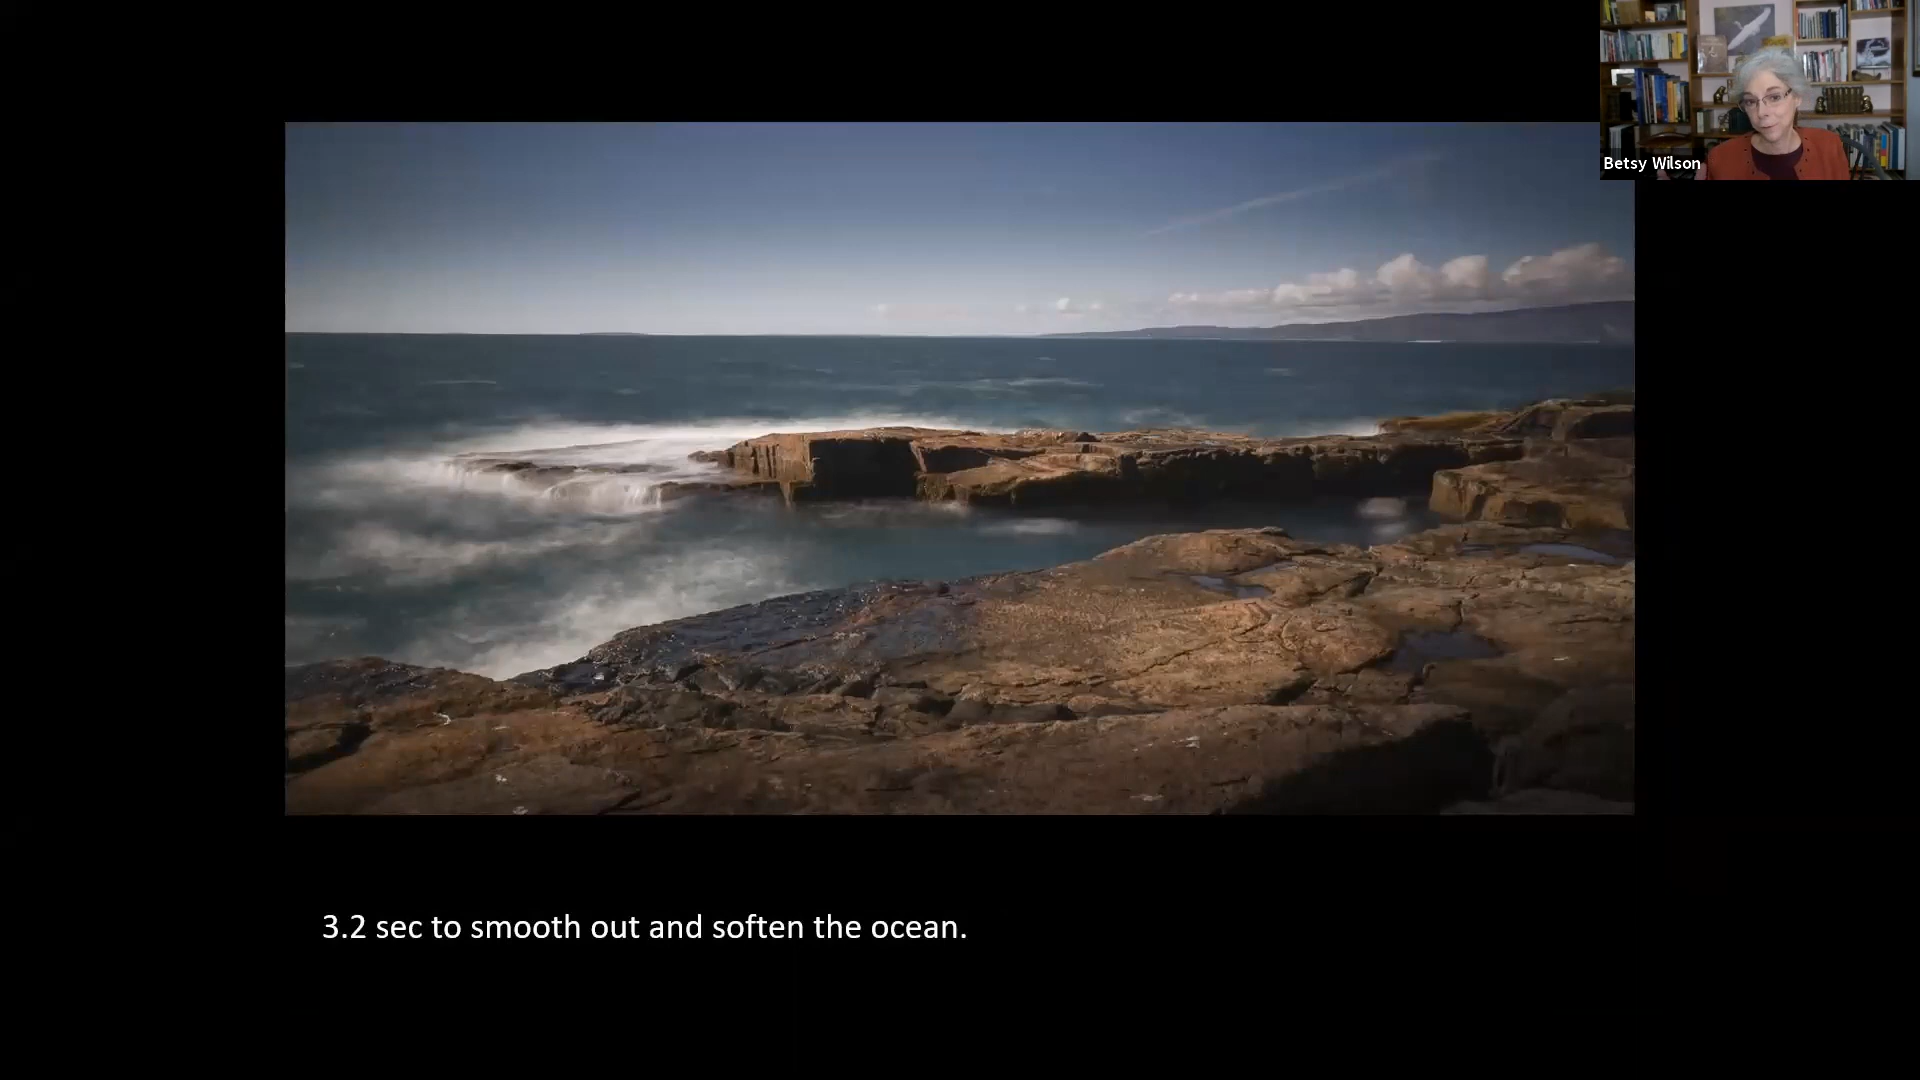 Betsy Wilson
3.2 sec to smooth out and soften the ocean.